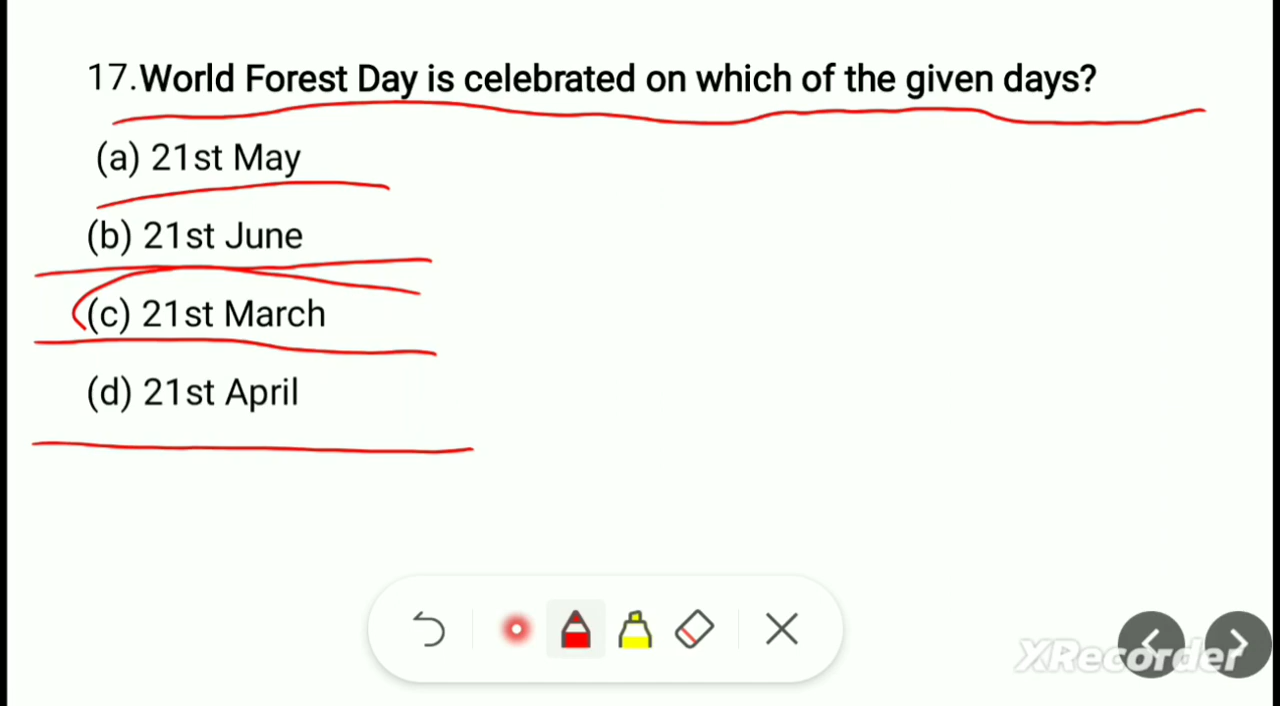 17.World Forest Day is celebrated on which of the given days?
(a) 21st May
(b) 21st June
(c) 21st March
(d) 21st April
XRecorder